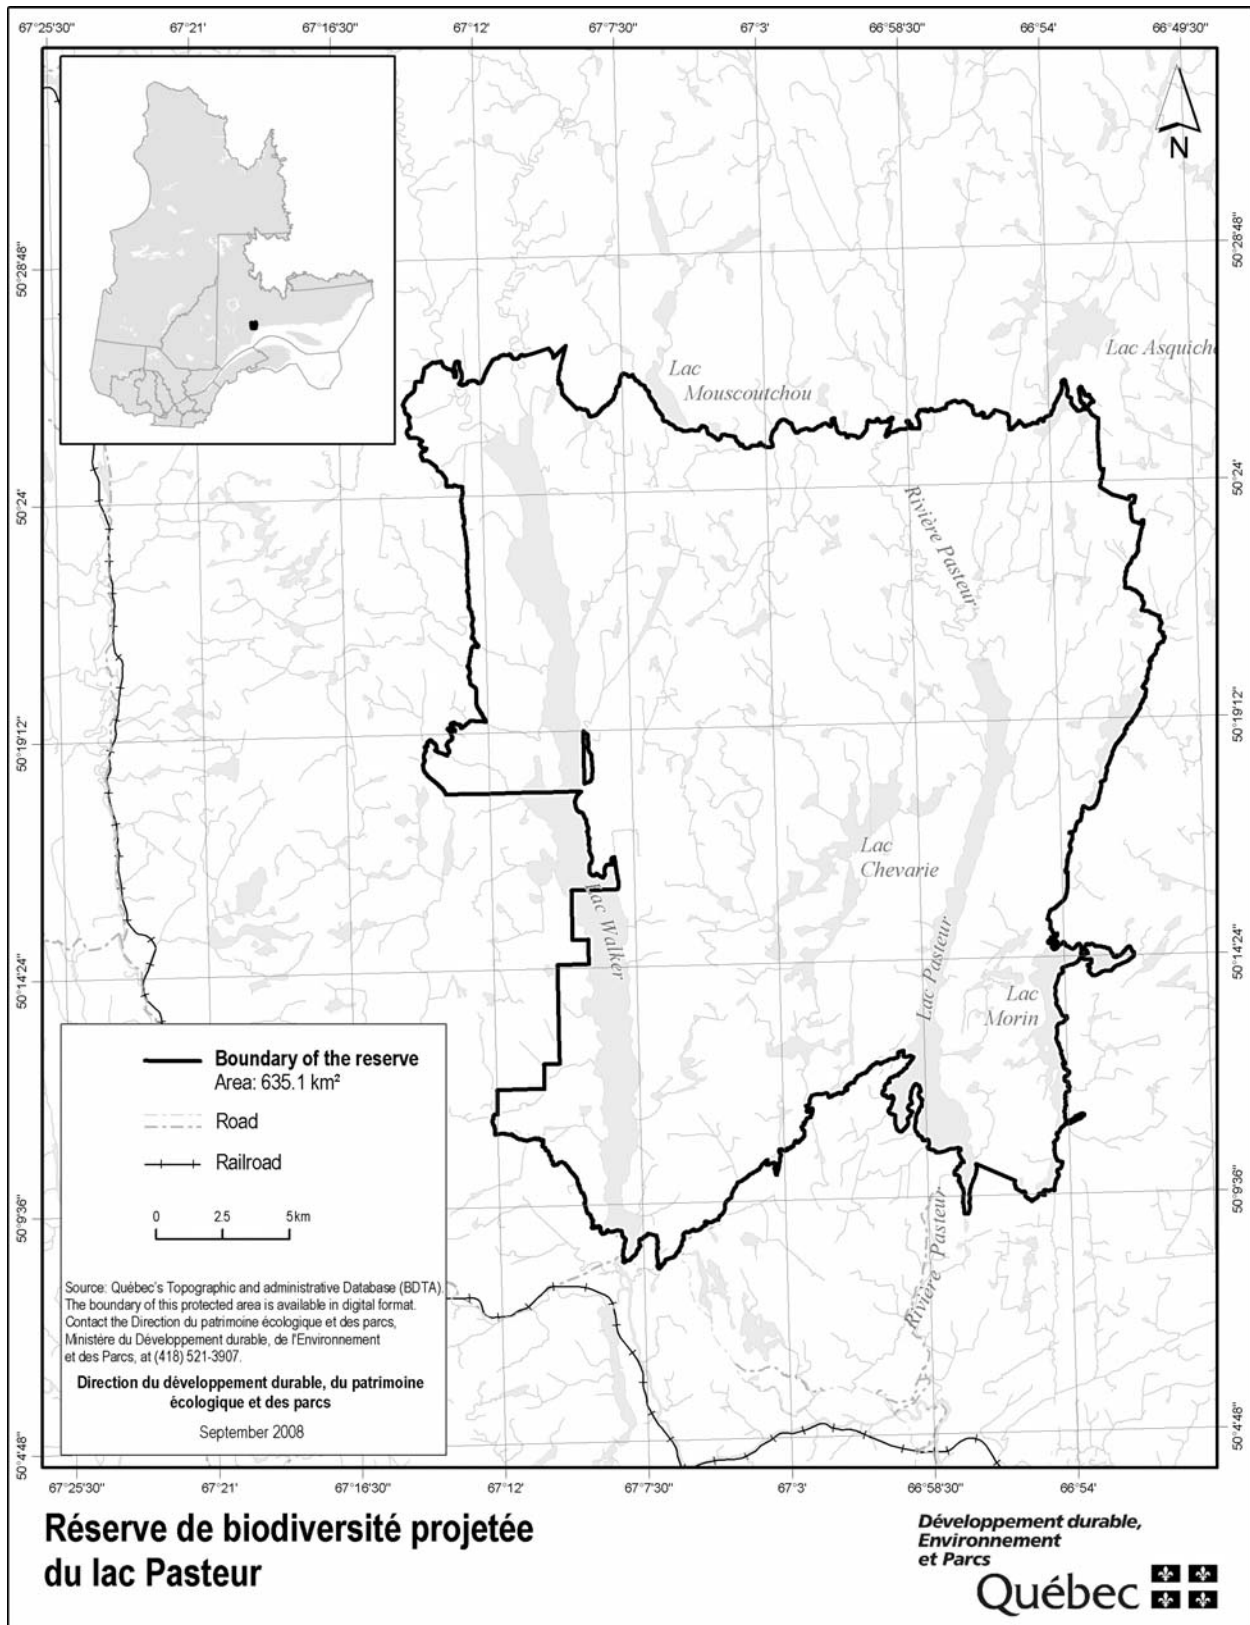 67°25'30" 67°21' 67°16'30" 67°12' 67°7'30" 67°3' 66°58'30" 66°54' 66°49'30"
N
50°28'48" 50°28'48"
Lac Asquich
Lac
Mouscoutchou
50°24' 50°24'
Rivière Pasteur
50°19'12" 50°19'12"
Lac
Chevarie
Lac Walker
Lac Pasteur
50°14'24" 50°14'24"
Lac
Morin
Boundary of the reserve
Area: 635.1 km²
Road
Railroad
50°9'36" 50°9'36"
0 2.5 5km
Rivière Pasteur
Source: Québec's Topographic and administrative Database (BDTA).
The boundary of this protected area is available in digital format.
Contact the Direction du patrimoine écologique et des parcs,
Ministère du Développement durable, de l'Environnement
et des Parcs, at (418) 521-3907.
Direction du développement durable, du patrimoine
écologique et des parcs
September 2008
50°4'48" 50°4'48"
67°25'30" 67°21' 67°16'30" 67°12' 67°7'30" 67°3' 66°58'30" 66°54'
Réserve de biodiversité projetée
du lac Pasteur
Développement durable,
Environnement
et Parcs
Québec